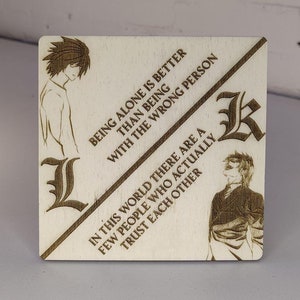 BEING ALONE IS BETTER
THAN BEING
WITH THE WRONG PERSON
K
L
IN THIS WORLD THERE ARE A
FEW PEOPLE WHO ACTUALLY
TRUST EACH OTHER